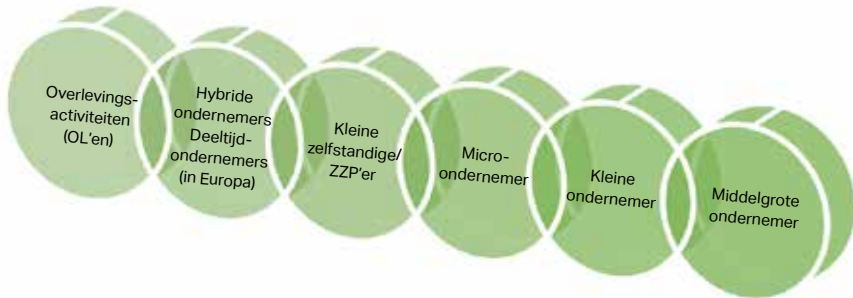 Overlevings-
activiteiten
(OL'en)
Hybride
ondernemers
Deeltijd-
ondernemers
(in Europa)
Kleine
zelfstandige/
ZZP'er
Micro-
ondernemer
Kleine
ondernemer
Middelgrote
ondernemer